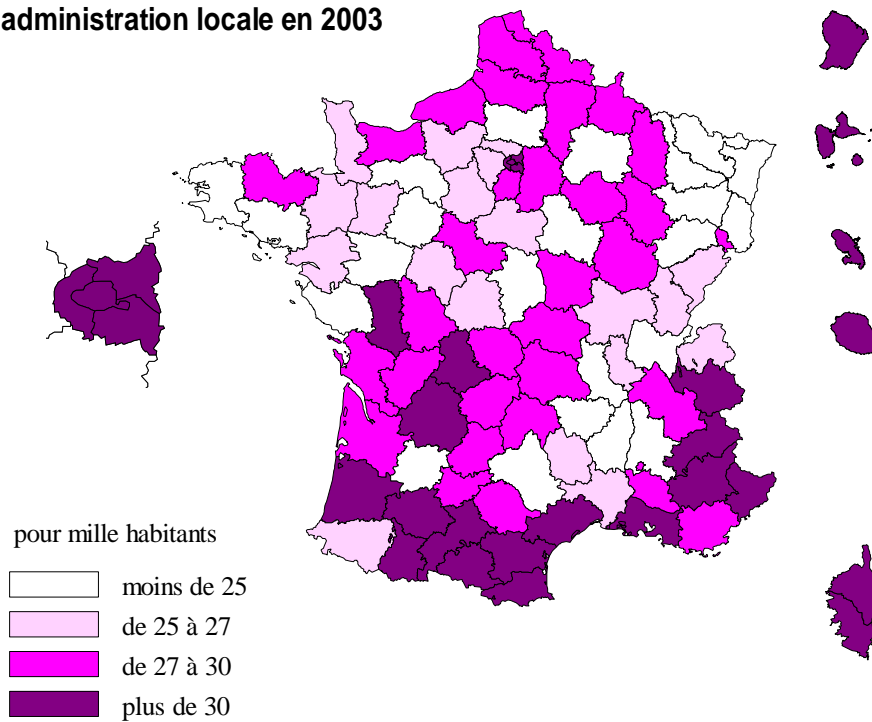 administration locale en 2003
pour mille habitants
moins de 25
de 25 à 27
de 27 à 30
plus de 30